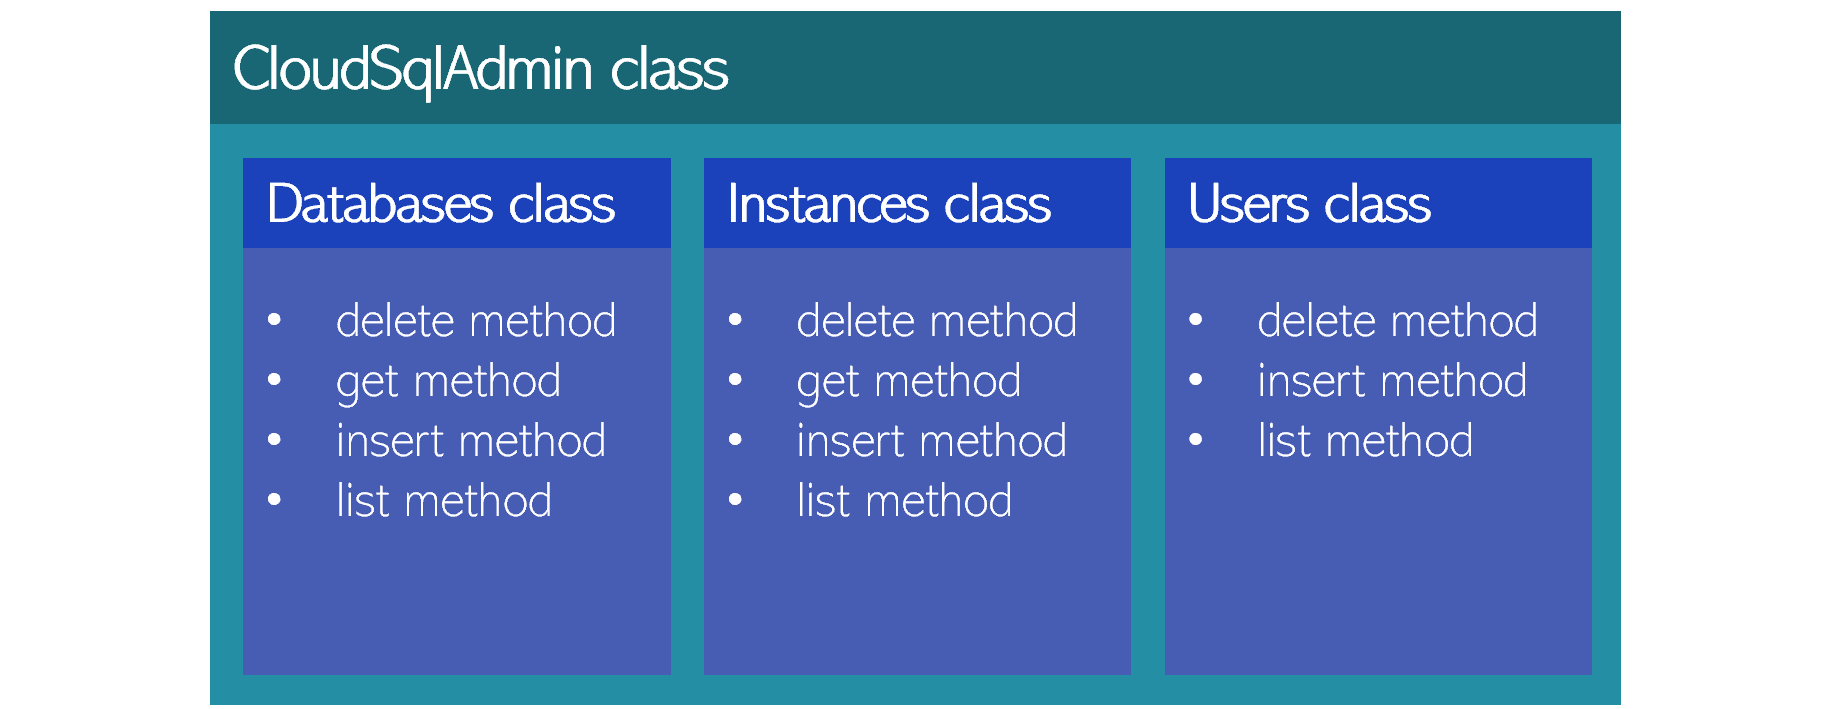 CloudSqlAdmin class
Databases class
• delete method
• get method
• insert method
• list method
Instances class
• delete method
• get method
• insert method
• list method
Users class
• delete method
• insert method
• list method